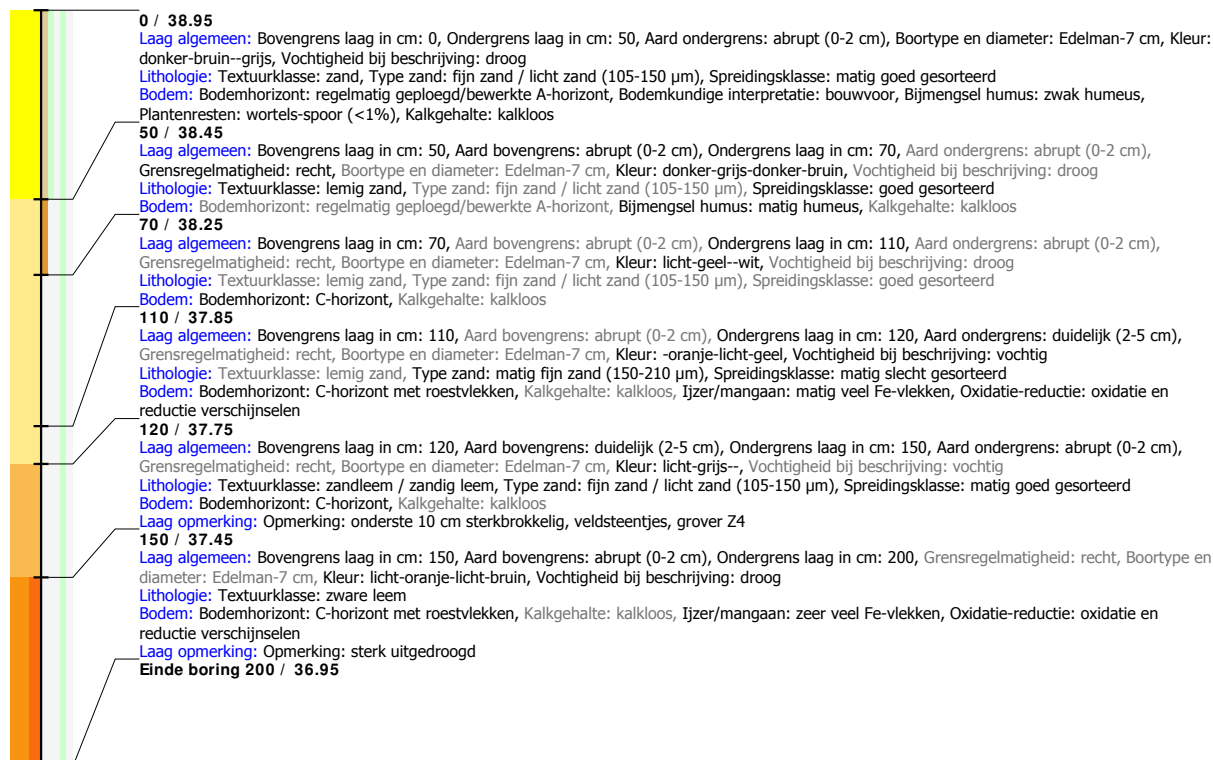 0 / 38.95
Laag algemeen: Bovengrens laag in cm: 0, Ondergrens laag in cm: 50, Aard ondergrens: abrupt (0-2 cm), Boortype en diameter: Edelman-7 cm, Kleur:
donker-bruin--grijs, Vochtigheid bij beschrijving: droog
Lithologie: Textuurklasse: zand, Type zand: fijn zand / licht zand (105-150 µm), Spreidingsklasse: matig goed gesorteerd
Bodem: Bodemhorizont: regelmatig geploegd/bewerkte A-horizont, Bodemkundige interpretatie: bouwvoor, Bijmengsel humus: zwak humeus,
Plantenresten: wortels-spoor (<1%), Kalkgehalte: kalkloos
50 / 38.45
Laag algemeen: Bovengrens laag in cm: 50, Aard bovengrens: abrupt (0-2 cm), Ondergrens laag in cm: 70, Aard ondergrens: abrupt (0-2 cm),
Grensregelmatigheid: recht, Boortype en diameter: Edelman-7 cm, Kleur: donker-grijs-donker-bruin, Vochtigheid bij beschrijving: droog
Lithologie: Textuurklasse: lemig zand, Type zand: fijn zand / licht zand (105-150 µm), Spreidingsklasse: goed gesorteerd
Bodem: Bodemhorizont: regelmatig geploegd/bewerkte A-horizont, Bijmengsel humus: matig humeus, Kalkgehalte: kalkloos
70 / 38.25
Laag algemeen: Bovengrens laag in cm: 70, Aard bovengrens: abrupt (0-2 cm), Ondergrens laag in cm: 110, Aard ondergrens: abrupt (0-2 cm),
Grensregelmatigheid: recht, Boortype en diameter: Edelman-7 cm, Kleur: licht-geel--wit, Vochtigheid bij beschrijving: droog
Lithologie: Textuurklasse: lemig zand, Type zand: fijn zand / licht zand (105-150 µm), Spreidingsklasse: goed gesorteerd
Bodem: Bodemhorizont: C-horizont, Kalkgehalte: kalkloos
110 / 37.85
Laag algemeen: Bovengrens laag in cm: 110, Aard bovengrens: abrupt (0-2 cm), Ondergrens laag in cm: 120, Aard ondergrens: duidelijk (2-5 cm),
Grensregelmatigheid: recht, Boortype en diameter: Edelman-7 cm, Kleur: -oranje-licht-geel, Vochtigheid bij beschrijving: vochtig
Lithologie: Textuurklasse: lemig zand, Type zand: matig fijn zand (150-210 µm), Spreidingsklasse: matig slecht gesorteerd
Bodem: Bodemhorizont: C-horizont met roestvlekken, Kalkgehalte: kalkloos, Ijzer/mangaan: matig veel Fe-vlekken, Oxidatie-reductie: oxidatie en
reductie verschijnselen
120 / 37.75
Laag algemeen: Bovengrens laag in cm: 120, Aard bovengrens: duidelijk (2-5 cm), Ondergrens laag in cm: 150, Aard ondergrens: abrupt (0-2 cm),
Grensregelmatigheid: recht, Boortype en diameter: Edelman-7 cm, Kleur: licht-grijs--, Vochtigheid bij beschrijving: vochtig
Lithologie: Textuurklasse: zandleem / zandig leem, Type zand: fijn zand / licht zand (105-150 µm), Spreidingsklasse: matig goed gesorteerd
Bodem: Bodemhorizont: C-horizont, Kalkgehalte: kalkloos
Laag opmerking: Opmerking: onderste 10 cm sterkbrokkelig, veldsteentjes, grover Z4
150 / 37.45
Laag algemeen: Bovengrens laag in cm: 150, Aard bovengrens: abrupt (0-2 cm), Ondergrens laag in cm: 200, Grensregelmatigheid: recht, Boortype en
diameter: Edelman-7 cm, Kleur: licht-oranje-licht-bruin, Vochtigheid bij beschrijving: droog
Lithologie: Textuurklasse: zware leem
Bodem: Bodemhorizont: C-horizont met roestvlekken, Kalkgehalte: kalkloos, Ijzer/mangaan: zeer veel Fe-vlekken, Oxidatie-reductie: oxidatie en
reductie verschijnselen
Laag opmerking: Opmerking: sterk uitgedroogd
Einde boring 200 / 36.95